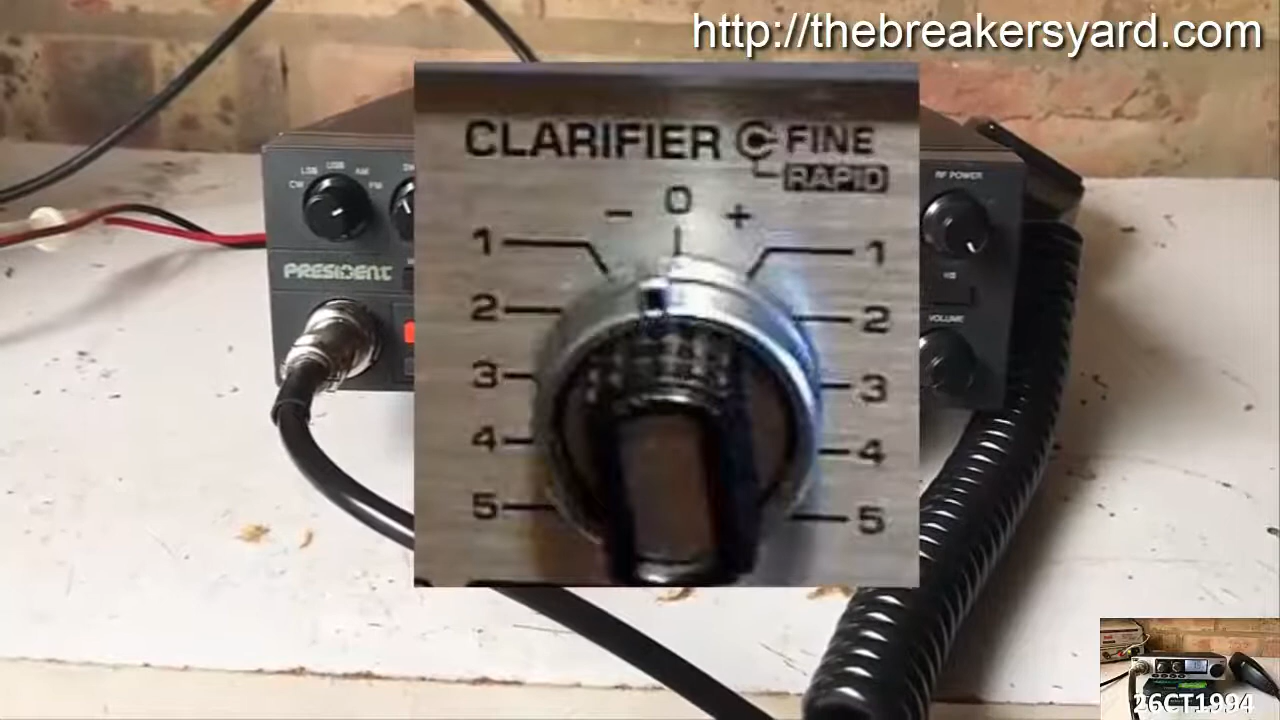 http://thebreakersyard.com
CLARIFIER FINE
RAPID
- 0 +
1 1
2 2
3 3
4 4
5 5
LSB USB AM
CW FM
PRESIDENT
RF POWER
VOLUME
26CT1994